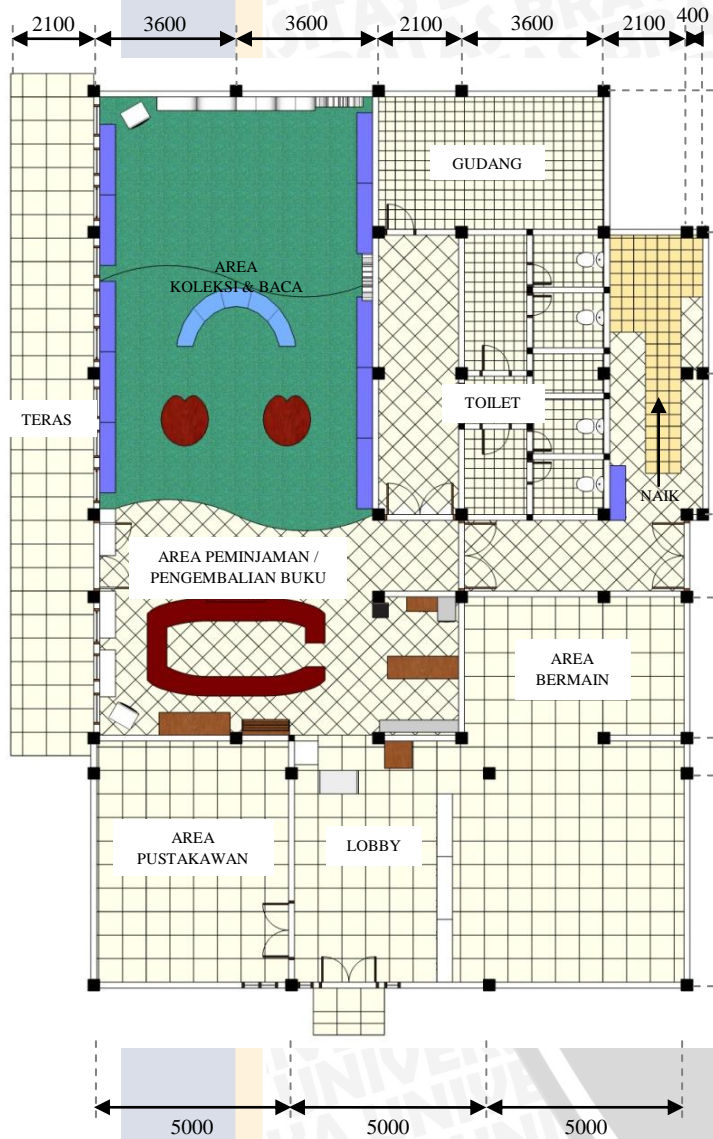 2100 3600 3600 2100 3600 2100 400
GUDANG
AREA
KOLEKSI & BACA
TERAS
TOILET
NAIK
AREA PEMINJAMAN /
PENGEMBALIAN BUKU
AREA
BERMAIN
AREA
PUSTAKAWAN
LOBBY
5000 5000 5000